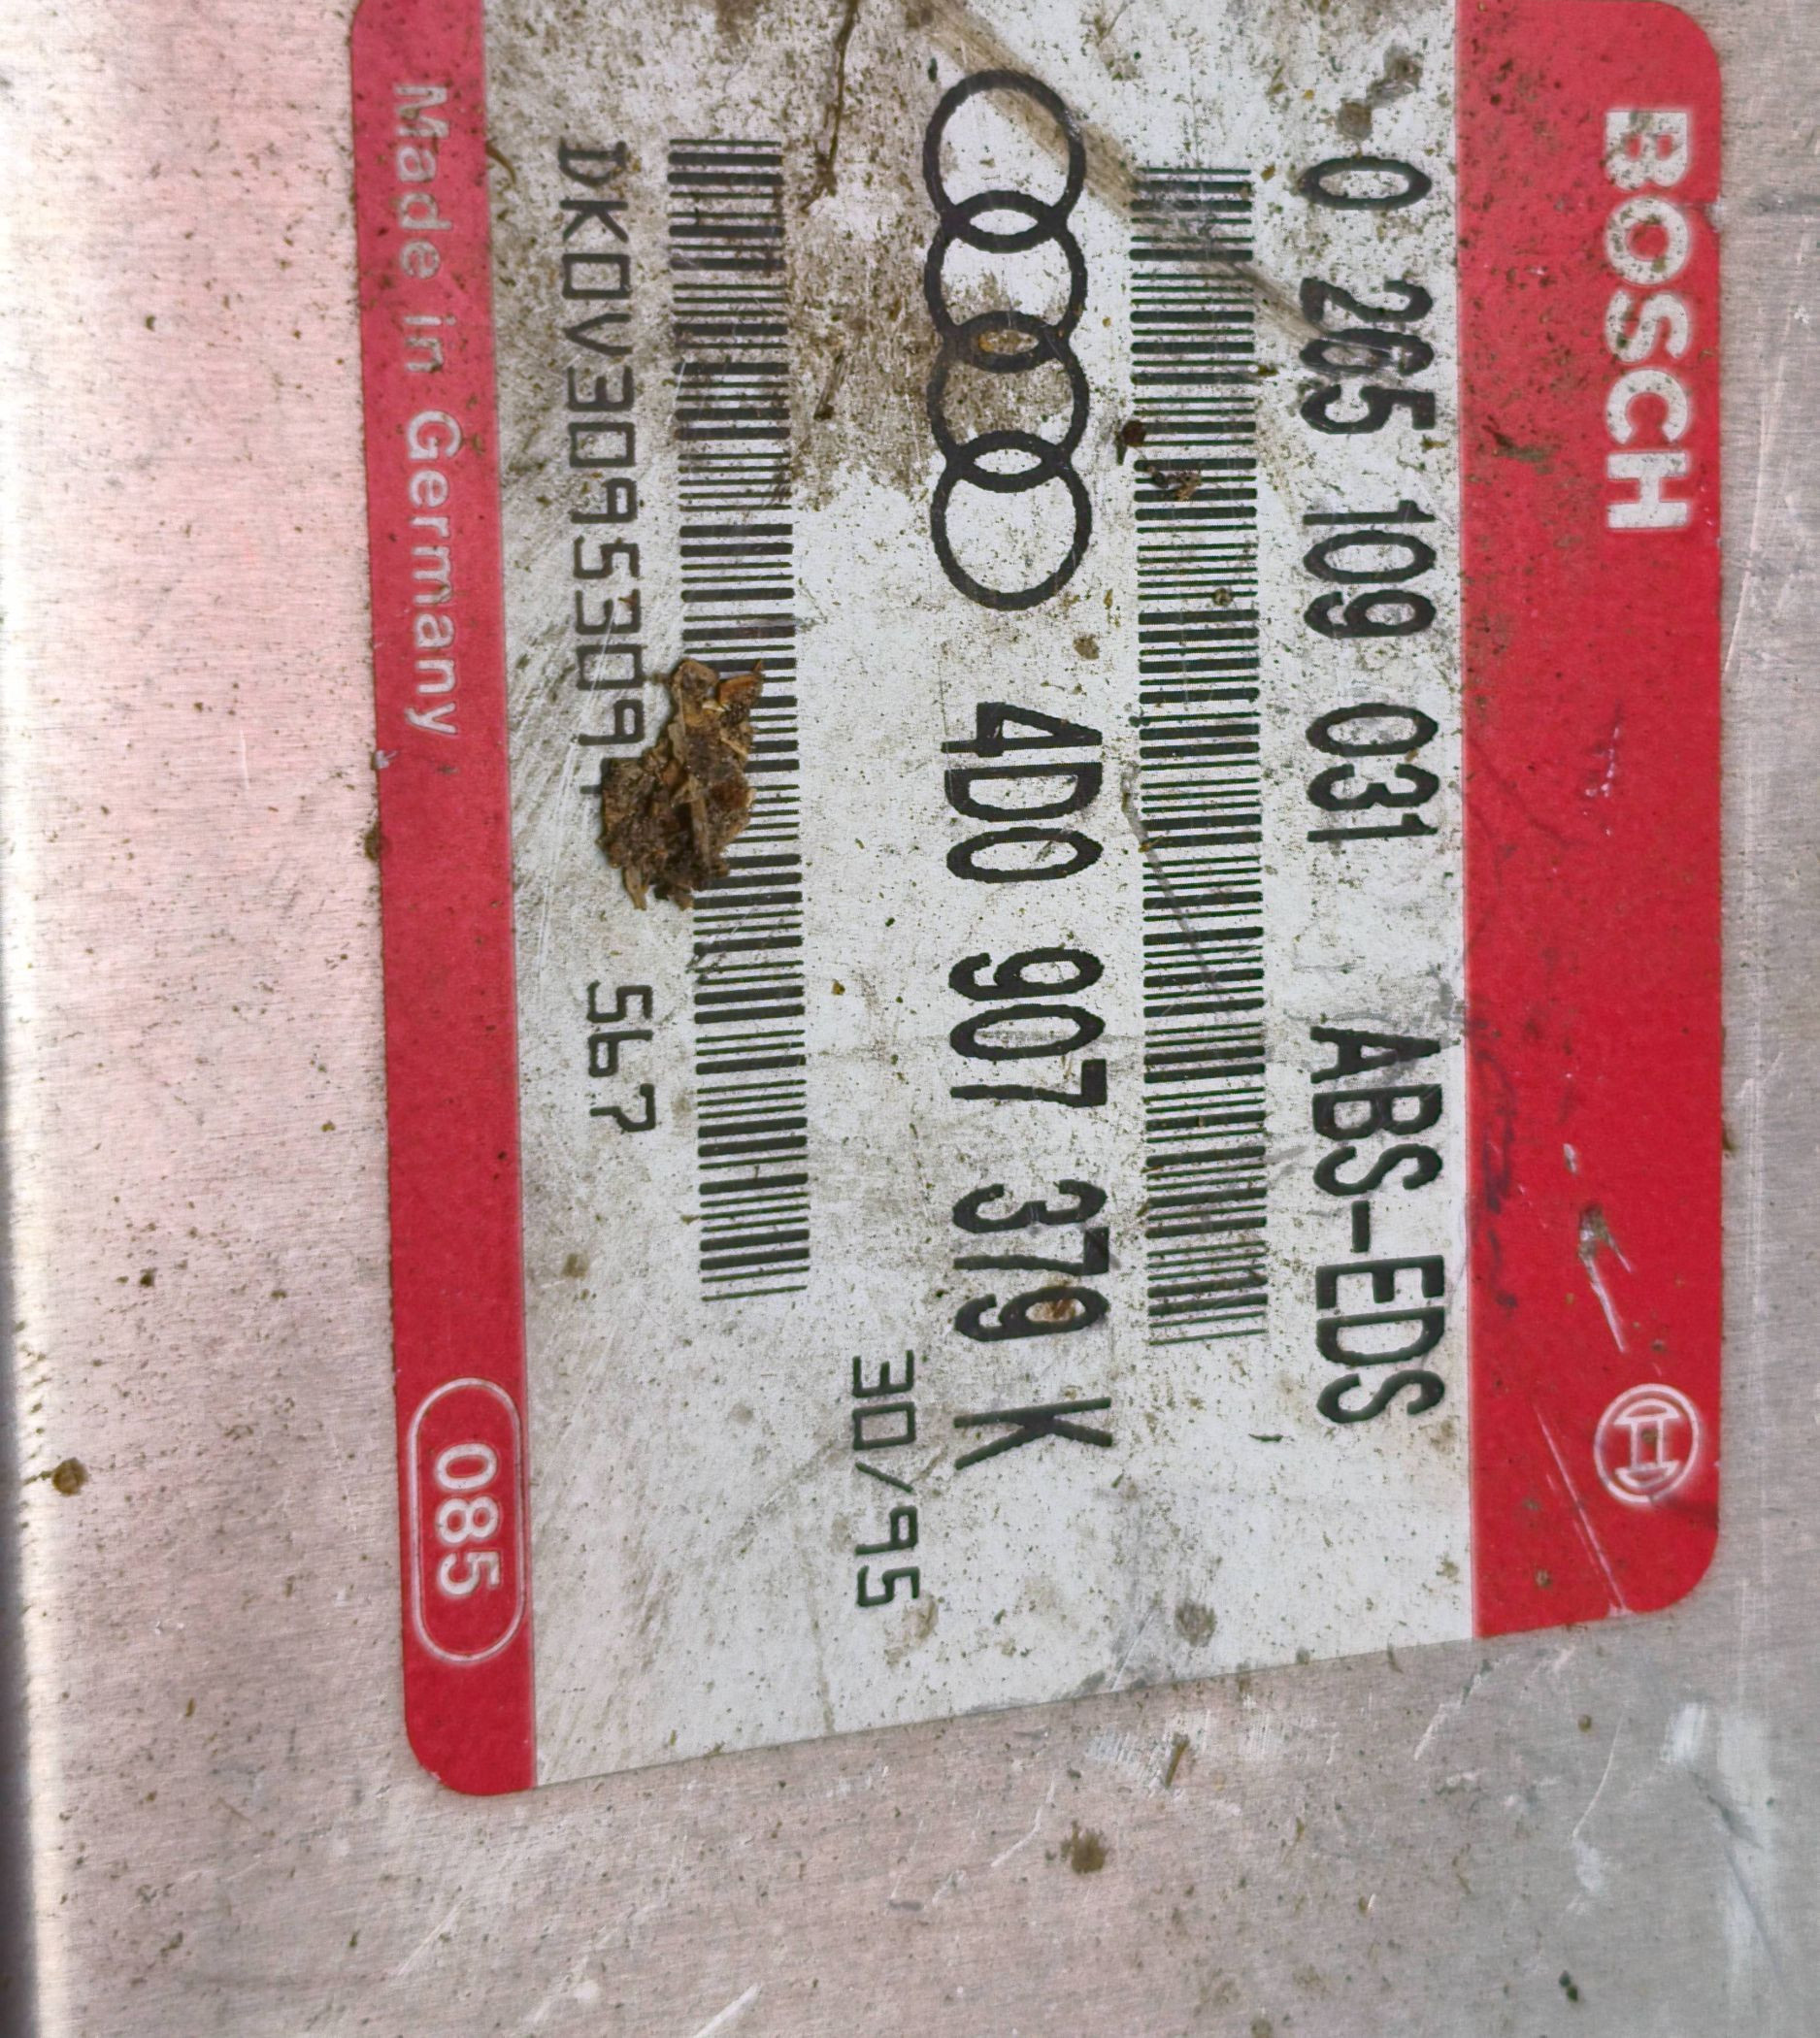 BOSCH
0 265 109 031 ABS-EDS
4D0 907 379 K
30/95
567
Made in Germany 085